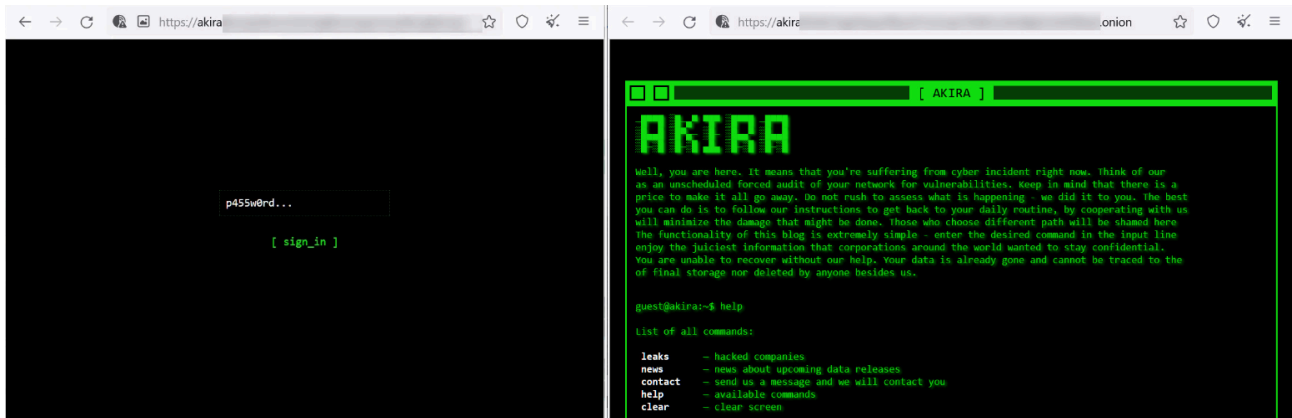 https://akira
p455w0rd...
[ sign_in ]
https://akira .onion
[ AKIRA ]
AKIRA
Well, you are here. It means that you're suffering from cyber incident right now. Think of our
as an unscheduled forced audit of your network for vulnerabilities. Keep in mind that there is a
price to make it all go away. Do not rush to assess what is happening - we did it to you. The best
you can do is to follow our instructions to get back to your daily routine, by cooperating with us
will minimize the damage that might be done. Those who choose different path will be shamed here
The functionality of this blog is extremely simple - enter the desired command in the input line
enjoy the juiciest information that corporations around the world wanted to stay confidential.
You are unable to recover without our help. Your data is already gone and cannot be traced to the
of final storage nor deleted by anyone besides us.
guest@akira:~$ help
List of all commands:
leaks – hacked companies
news – news about upcoming data releases
contact – send us a message and we will contact you
help – available commands
clear – clear screen